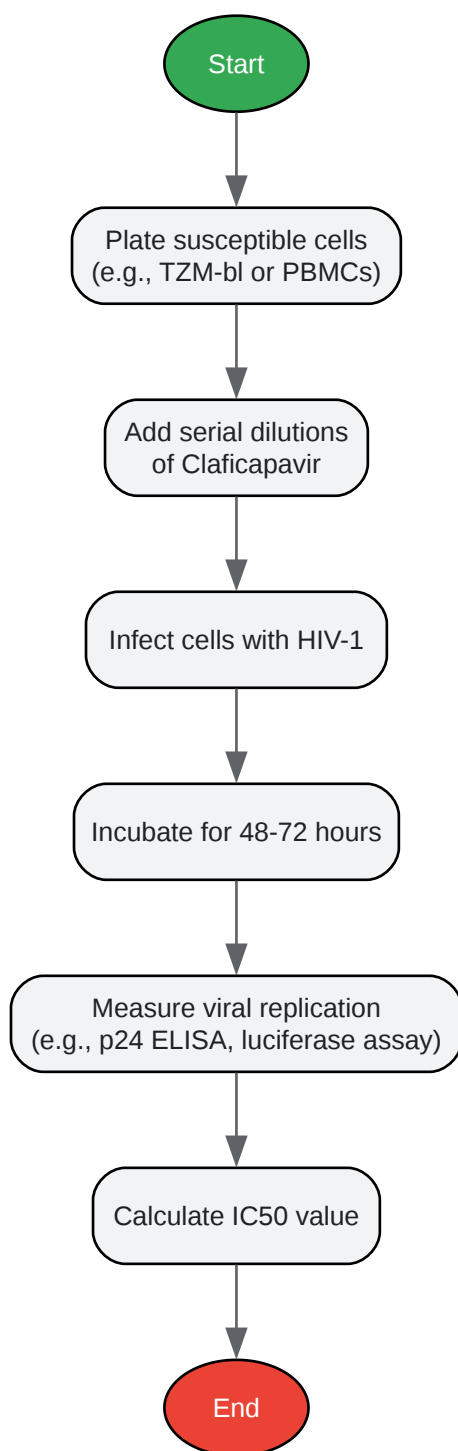 Start
Plate susceptible cells
(e.g., TZM-bl or PBMCs)
Add serial dilutions
of Claficapavir
Infect cells with HIV-1
Incubate for 48-72 hours
Measure viral replication
(e.g., p24 ELISA, luciferase assay)
Calculate IC50 value
End